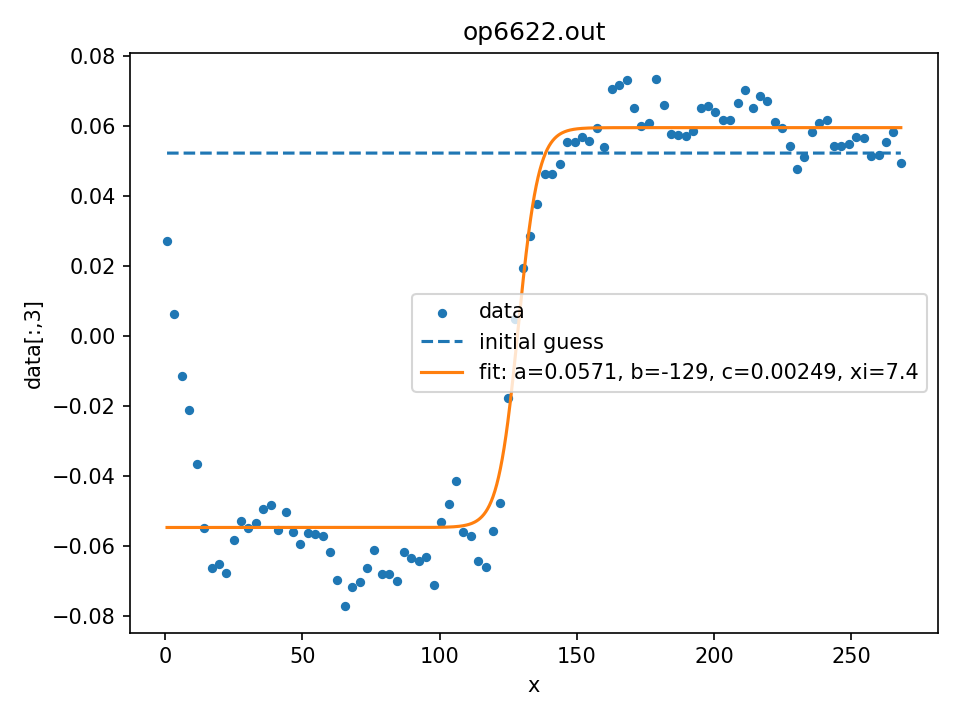 op6622.out
0.08
0.06
0.04
0.02
0.00
−0.02
−0.04
−0.06
−0.08
data[:,3]
data
initial guess
fit: a=0.0571, b=-129, c=0.00249, xi=7.4
0 50 100 150 200 250
x